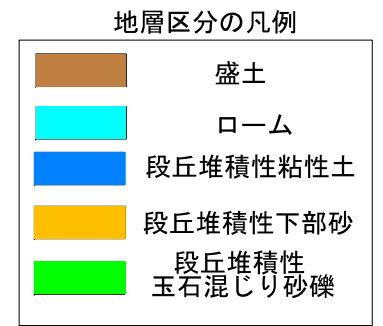 地層区分の凡例
盛土
ローム
段丘堆積性粘性土
段丘堆積性下部砂
段丘堆積性
玉石混じり砂礫